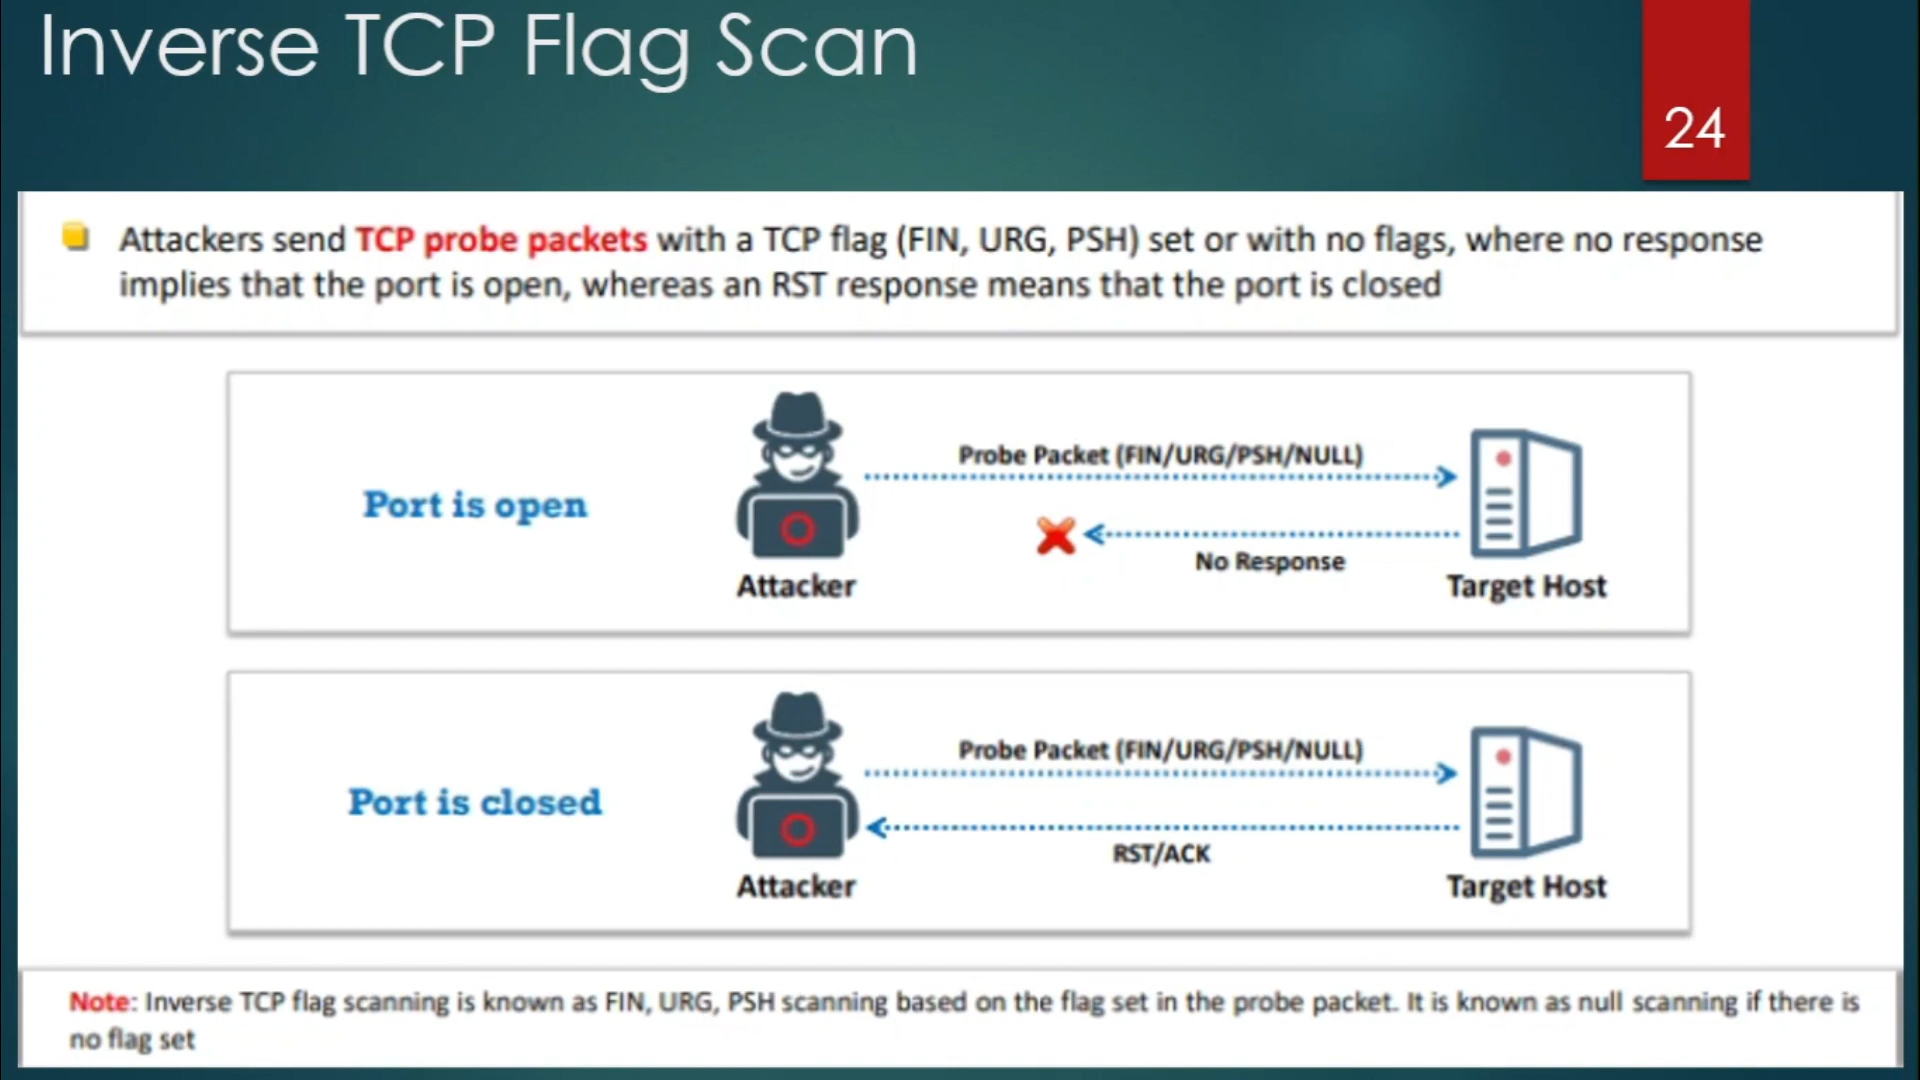 Inverse TCP Flag Scan
24
Attackers send TCP probe packets with a TCP flag (FIN, URG, PSH) set or with no flags, where no response
implies that the port is open, whereas an RST response means that the port is closed
Port is open
Probe Packet (FIN/URG/PSH/NULL)
No Response
Attacker
Target Host
Port is closed
Probe Packet (FIN/URG/PSH/NULL)
RST/ACK
Attacker
Target Host
Note: Inverse TCP flag scanning is known as FIN, URG, PSH scanning based on the flag set in the probe packet. It is known as null scanning if there is
no flag set